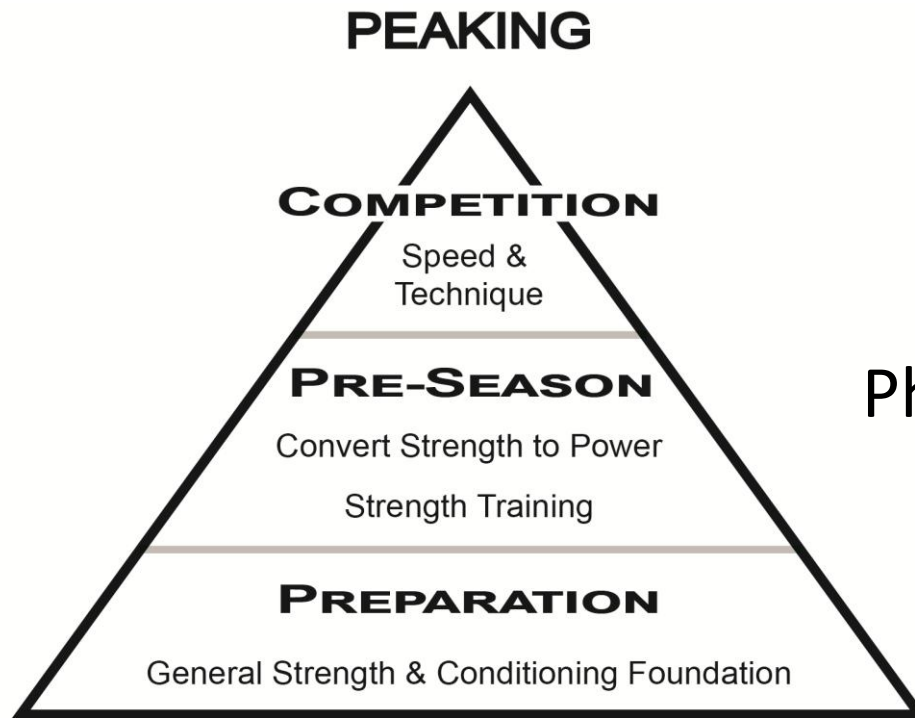 PEAKING
COMPETITION
Speed &
Technique
PRE-SEASON
Convert Strength to Power
Strength Training
PREPARATION
General Strength & Conditioning Foundation